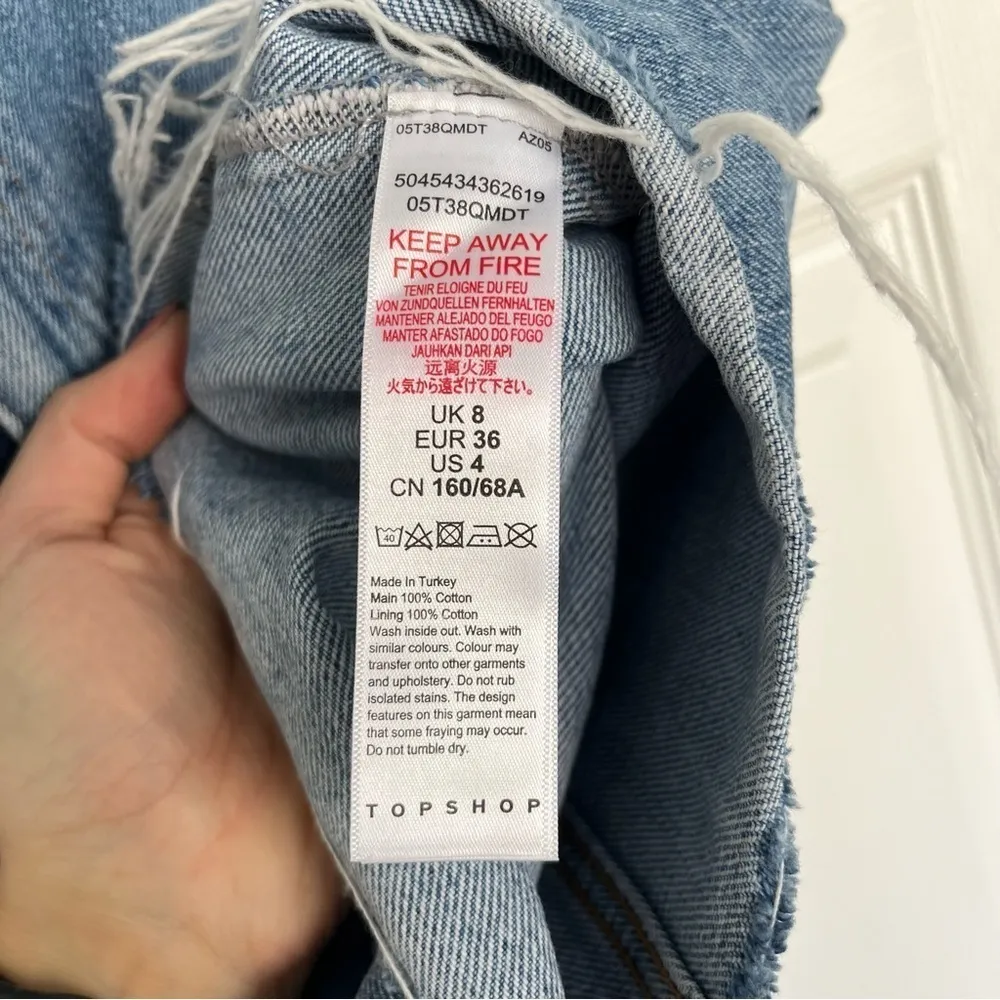 05T38QMDT AZ05
5045434362619
05T38QMDT
KEEP AWAY
FROM FIRE
TENIR ELOIGNE DU FEU
VON ZUNDQUELLEN FERNHALTEN
MANTENER ALEJADO DEL FEUGO
MANTER AFASTADO DO FOGO
JAUHKAN DARI API
远离火源
火気から遠ざけて下さい。
UK 8
EUR 36
US 4
CN 160/68A
40
Made In Turkey
Main 100% Cotton
Lining 100% Cotton
Wash inside out. Wash with
similar colours. Colour may
transfer onto other garments
and upholstery. Do not rub
isolated stains. The design
features on this garment mean
that some fraying may occur.
Do not tumble dry.
TOPSHOP